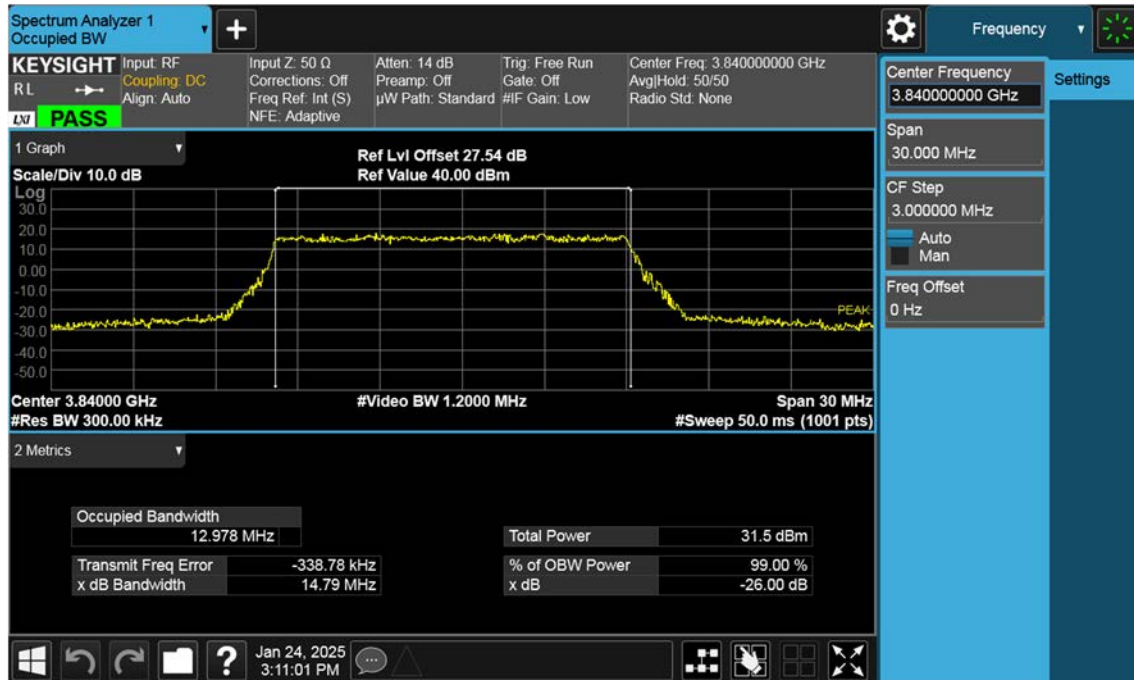 Spectrum Analyzer 1
Occupied BW
+
Frequency
KEYSIGHT
R L
LXI
PASS
Input: RF
Coupling: DC
Align: Auto
Input Z: 50 Ω
Corrections: Off
Freq Ref: Int (S)
NFE: Adaptive
Atten: 14 dB
Preamp: Off
µW Path: Standard
Trig: Free Run
Gate: Off
#IF Gain: Low
Center Freq: 3.840000000 GHz
Avg|Hold: 50/50
Radio Std: None
Center Frequency
3.840000000 GHz
Settings
Span
30.000 MHz
CF Step
3.000000 MHz
Auto
Man
Freq Offset
0 Hz
1 Graph
Scale/Div 10.0 dB
Ref Lvl Offset 27.54 dB
Ref Value 40.00 dBm
Log
30.0
20.0
10.0
0.00
-10.0
-20.0
-30.0
-40.0
-50.0
PEAK
Center 3.84000 GHz
#Res BW 300.00 kHz
#Video BW 1.2000 MHz
Span 30 MHz
#Sweep 50.0 ms (1001 pts)
2 Metrics
Occupied Bandwidth
12.978 MHz
Total Power 31.5 dBm
Transmit Freq Error -338.78 kHz
% of OBW Power 99.00 %
x dB Bandwidth 14.79 MHz
x dB -26.00 dB
?
Jan 24, 2025
3:11:01 PM